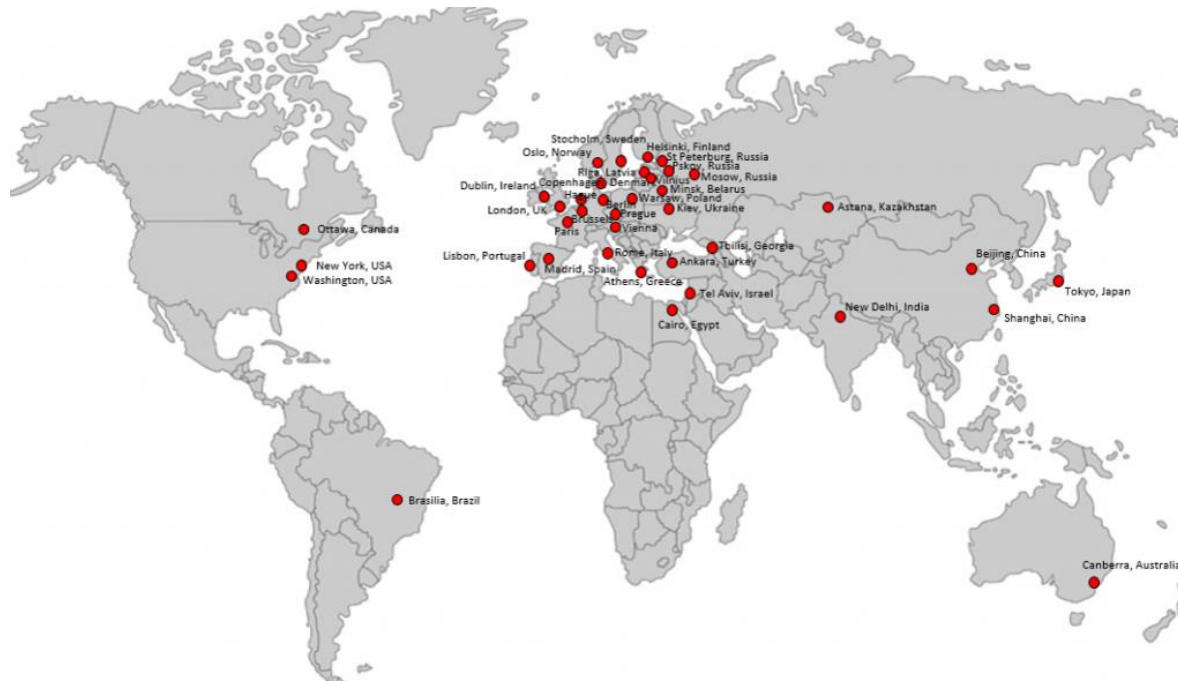 Stocholm, Sweden
Helsinki, Finland
Oslo, Norway
St Peterburg, Russia
Pskov, Russia
Riga, Latvia
Mosow, Russia
Copenhagen, Denmark
Vilnius
Dublin, Ireland
Minsk, Belarus
Hague
Warsaw, Poland
Berlin
London, UK
Kiev, Ukraine
Astana, Kazakhstan
Prague
Brussels
Paris
Vienna
Ottawa, Canada
Tbilisi, Georgia
Lisbon, Portugal
Rome, Italy
Beijing, China
New York, USA
Ankara, Turkey
Madrid, Spain
Washington, USA
Athens, Greece
Tokyo, Japan
Tel Aviv, Israel
New Delhi, India
Shanghai, China
Cairo, Egypt
Brasilia, Brazil
Canberra, Australia